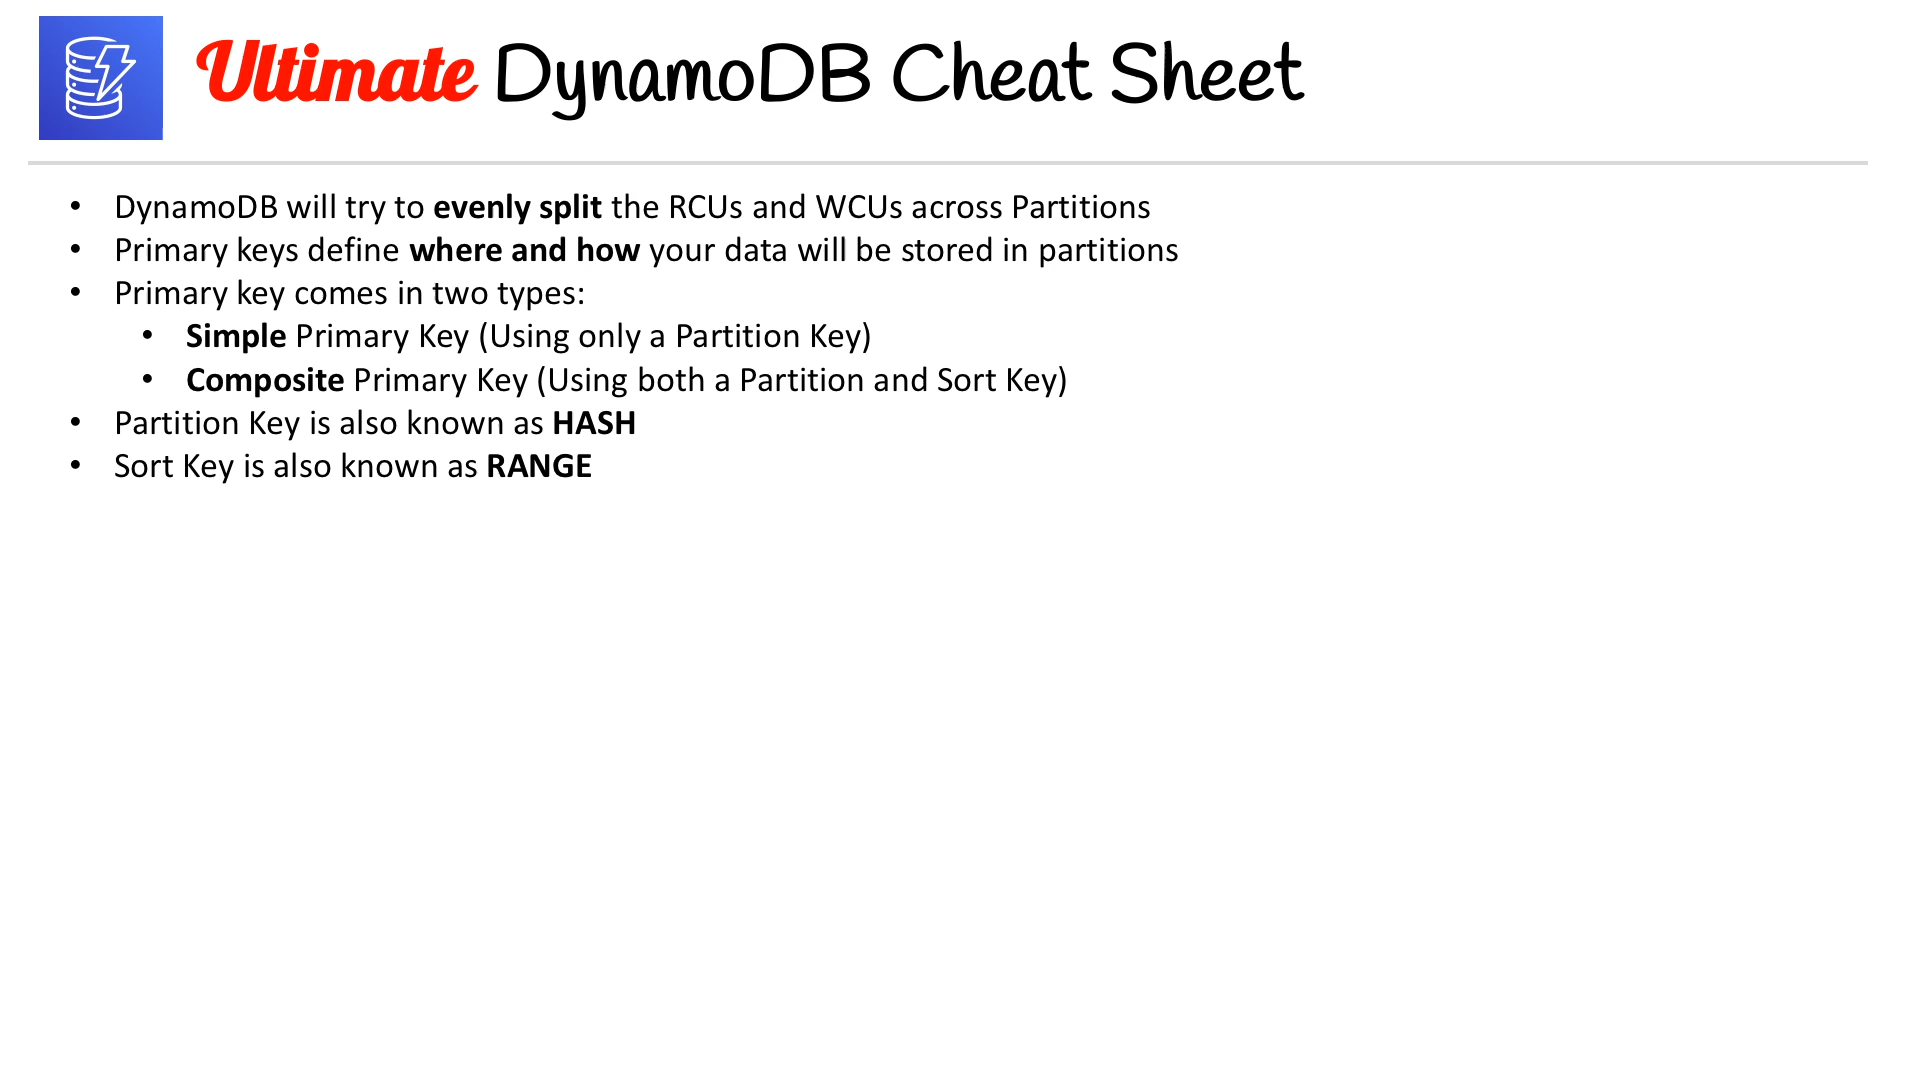 Ultimate DynamoDB Cheat Sheet
• DynamoDB will try to evenly split the RCUs and WCUs across Partitions
• Primary keys define where and how your data will be stored in partitions
• Primary key comes in two types:
• Simple Primary Key (Using only a Partition Key)
• Composite Primary Key (Using both a Partition and Sort Key)
• Partition Key is also known as HASH
• Sort Key is also known as RANGE